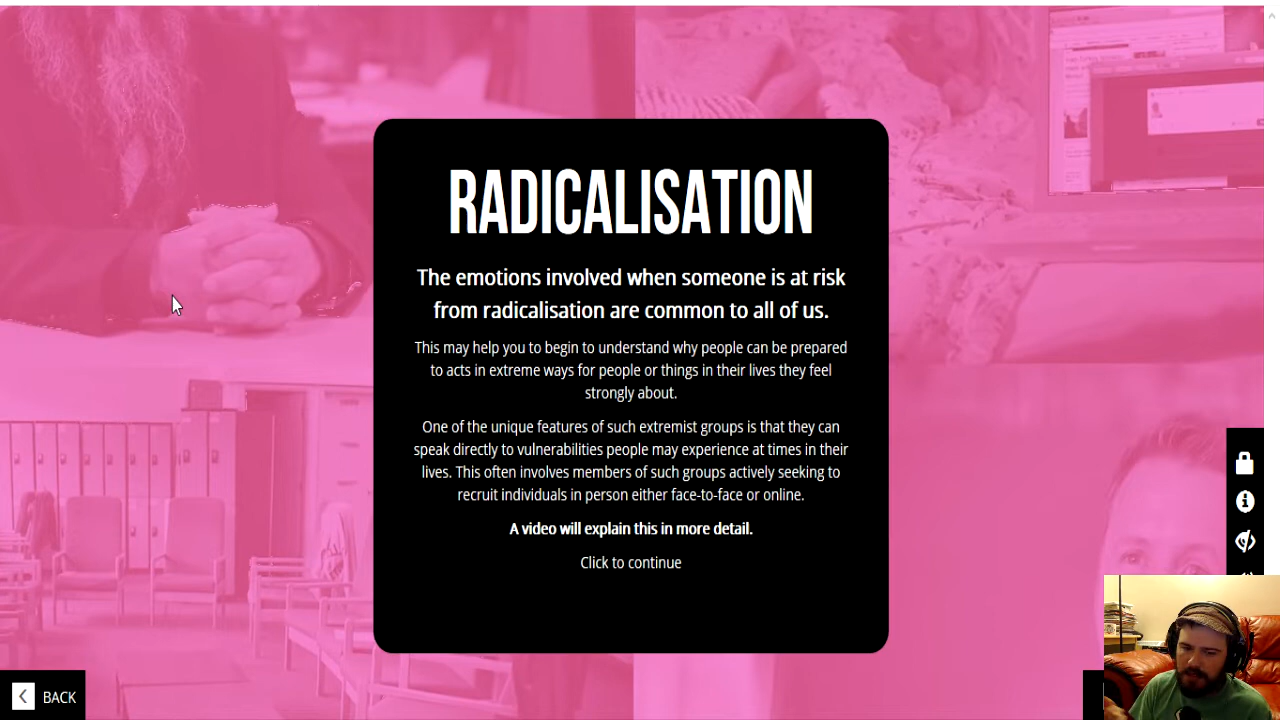 RADICALISATION
The emotions involved when someone is at risk
from radicalisation are common to all of us.
This may help you to begin to understand why people can be prepared
to acts in extreme ways for people or things in their lives they feel
strongly about.
One of the unique features of such extremist groups is that they can
speak directly to vulnerabilities people may experience at times in their
lives. This often involves members of such groups actively seeking to
recruit individuals in person either face-to-face or online.
A video will explain this in more detail.
Click to continue
BACK